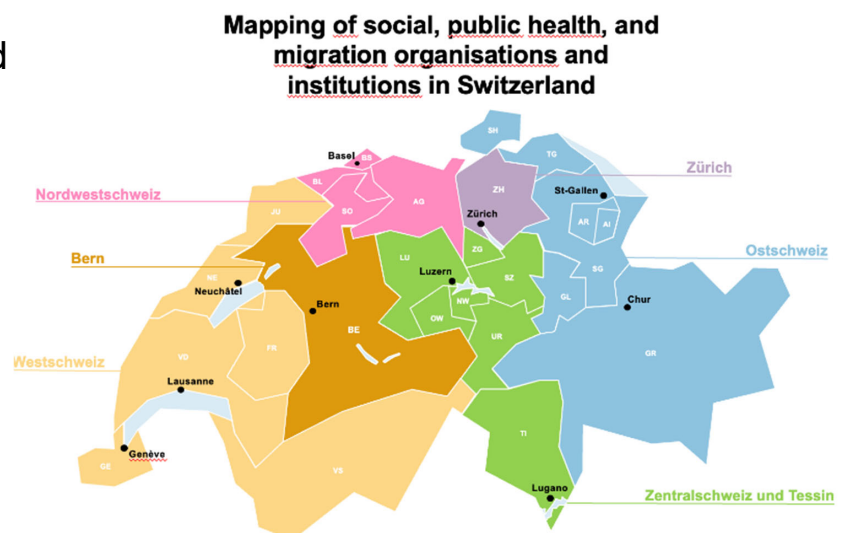 d
Mapping of social, public health, and
migration organisations and
institutions in Switzerland
SH
Basel
BS
TG
Zürich
BL
ZH
St-Gallen
Nordwestschweiz
AG
JU
SO
Zürich
AR
AI
ZG
Ostschweiz
Bern
LU
Luzern
SG
NE
SZ
Neuchâtel
NW
GL
Chur
Bern
OW
BE
UR
FR
GR
VD
Westschweiz
Lausanne
TI
Genève
GE
VS
Lugano
Zentralschweiz und Tessin